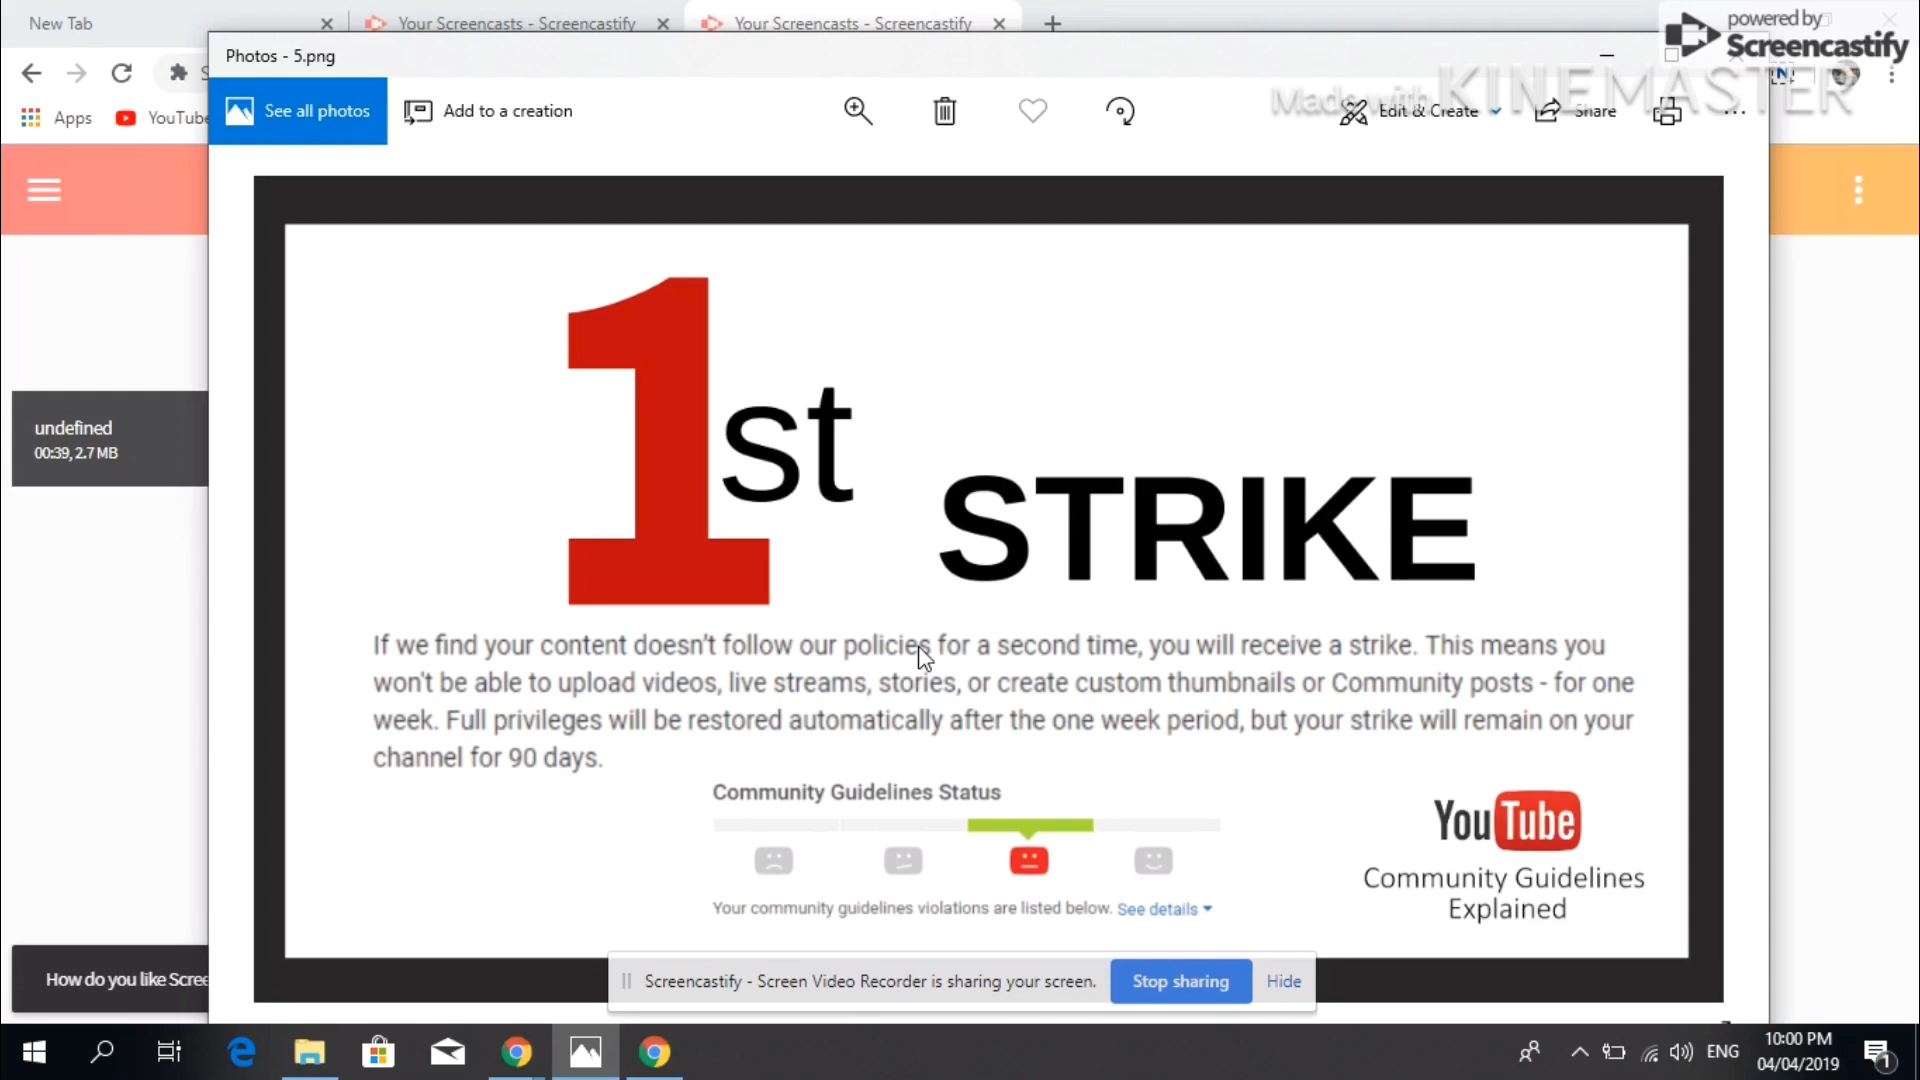 New Tab
Your Screencasts - Screencastify
Your Screencasts - Screencastify
powered by
Screencastify
Photos - 5.png
Made with KINEMASTER
See all photos
Add to a creation
Edit & Create
Share
Apps
YouTube
1st
STRIKE
undefined
00:39, 2.7 MB
If we find your content doesn't follow our policies for a second time, you will receive a strike. This means you
won't be able to upload videos, live streams, stories, or create custom thumbnails or Community posts - for one
week. Full privileges will be restored automatically after the one week period, but your strike will remain on your
channel for 90 days.
Community Guidelines Status
Your community guidelines violations are listed below. See details
YouTube
Community Guidelines
Explained
How do you like Scree
Screencastify - Screen Video Recorder is sharing your screen.
Stop sharing
Hide
ENG
10:00 PM
04/04/2019
1